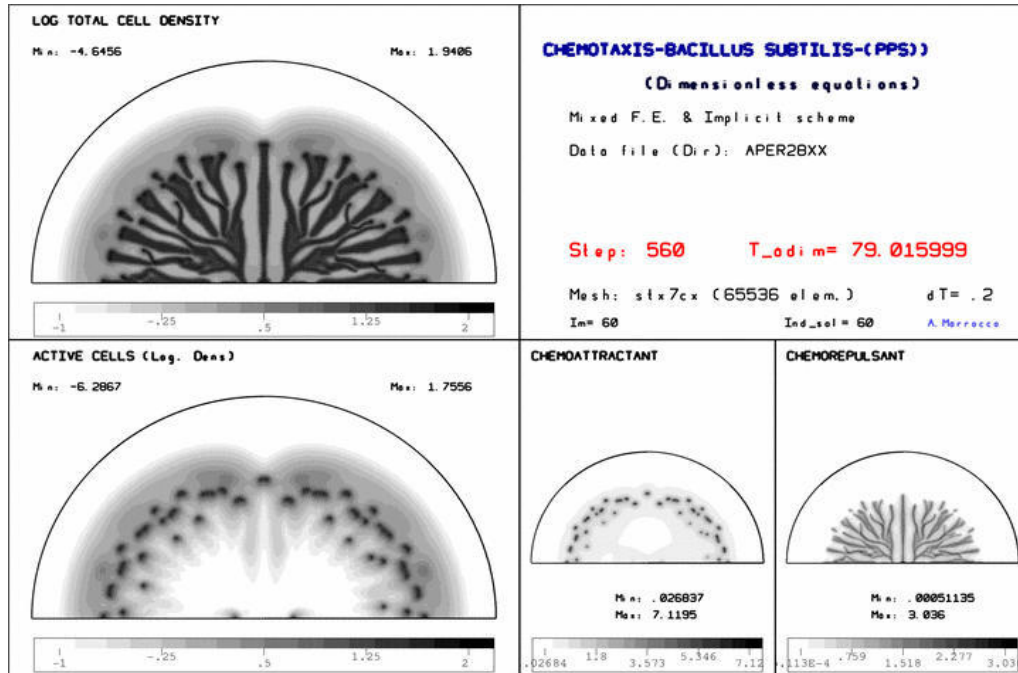 LOG TOTAL CELL DENSITY
Min: -4.6456 Max: 1.9406
-1 -.25 .5 1.25 2
CHEMOTAXIS-BACILLUS SUBTILIS-(PPS))
(Dimensionless equations)
Mixed F.E. & Implicit scheme
Data file (Dir): APER2BXX
Step: 560 T_adim= 79.015999
Mesh: stx7cx (65536 elem.) dT= .2
Im= 60 Ind_sol = 60 A. Marrocco
ACTIVE CELLS (Log. Dens)
Min: -6.2867 Max: 1.7556
-1 -.25 .5 1.25 2
CHEMOATTRACTANT
Min: .026837
Max: 7.1195
.02684 1.8 3.573 5.346 7.12
CHEMOREPULSANT
Min: .00051135
Max: 3.036
.113E-4 .759 1.518 2.277 3.03